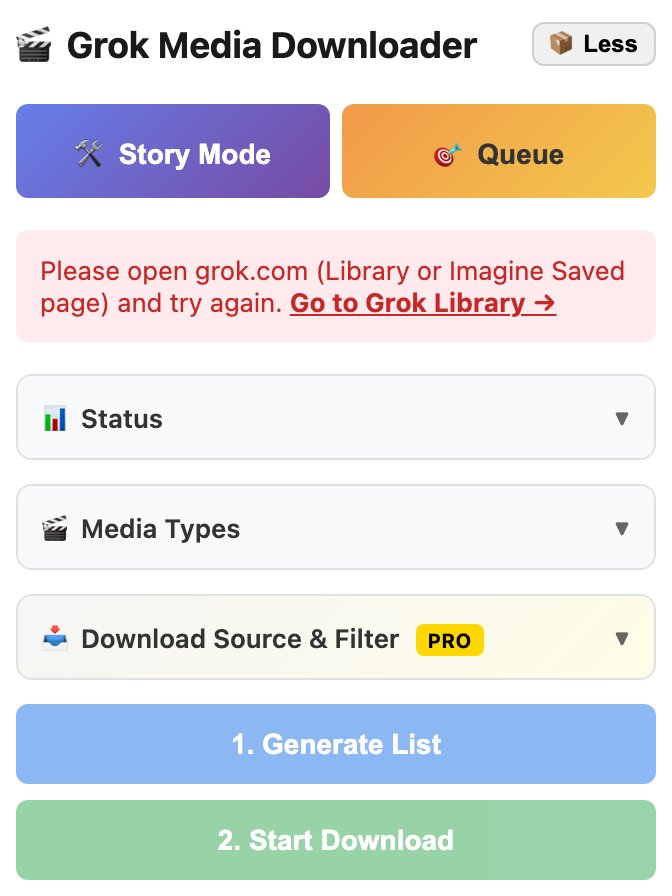 Grok Media Downloader
Less
Story Mode
Queue
Please open grok.com (Library or Imagine Saved
page) and try again. Go to Grok Library →
Status
Media Types
Download Source & Filter PRO
1. Generate List
2. Start Download